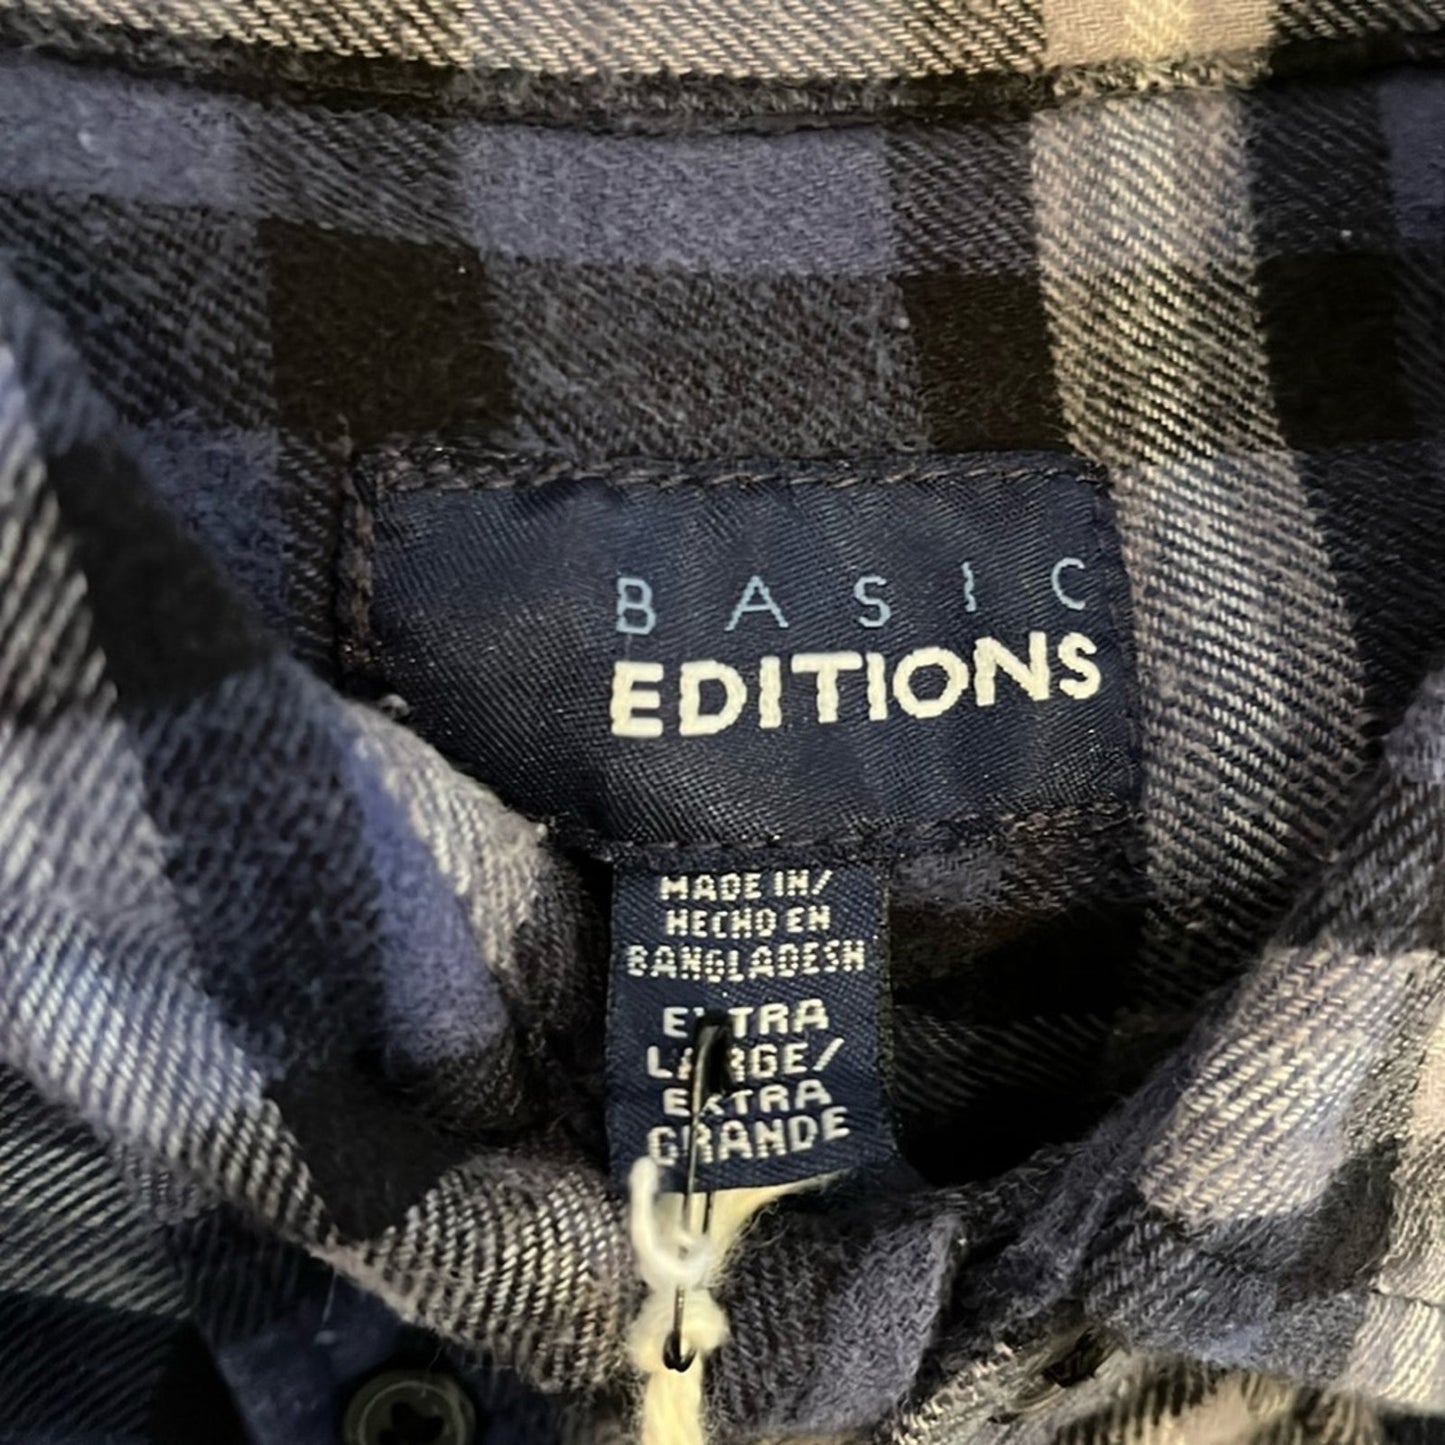 BASIC
EDITIONS
MADE IN/
HECHO EN
BANGLADESH
EXTRA
LARGE/
EXTRA
GRANDE